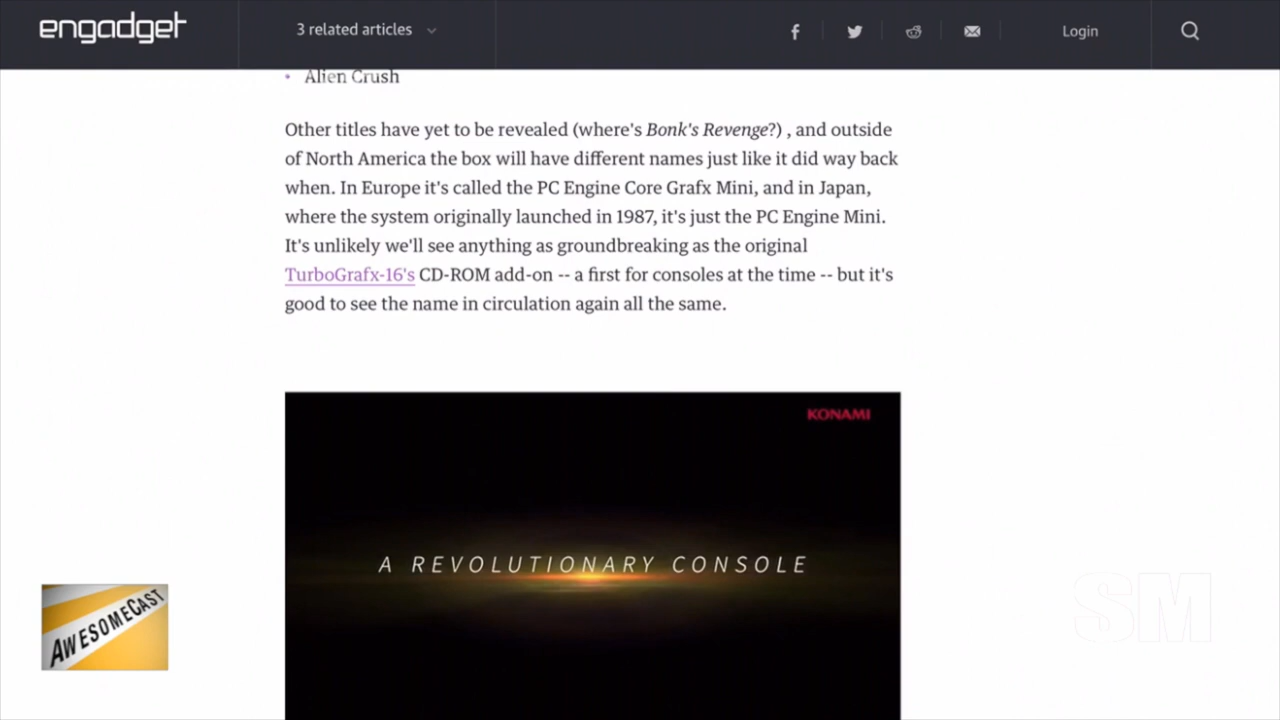 engadget
3 related articles
Login
• Alien Crush
Other titles have yet to be revealed (where's Bonk's Revenge?) , and outside
of North America the box will have different names just like it did way back
when. In Europe it's called the PC Engine Core Grafx Mini, and in Japan,
where the system originally launched in 1987, it's just the PC Engine Mini.
It's unlikely we'll see anything as groundbreaking as the original
TurboGrafx-16's CD-ROM add-on -- a first for consoles at the time -- but it's
good to see the name in circulation again all the same.
KONAMI
A REVOLUTIONARY CONSOLE
AWESOMECAST
SM